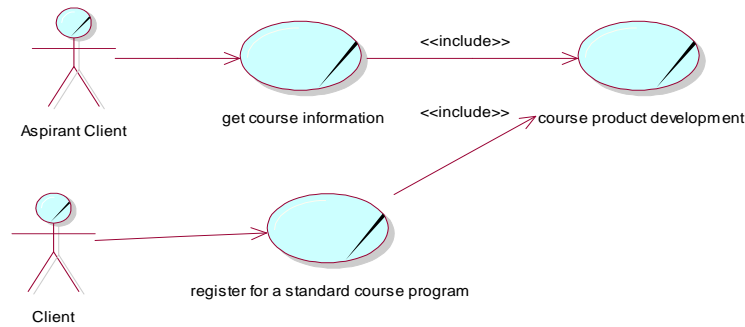 <<include>>
Aspirant Client
get course information
<<include>>
course product development
register for a standard course program
Client